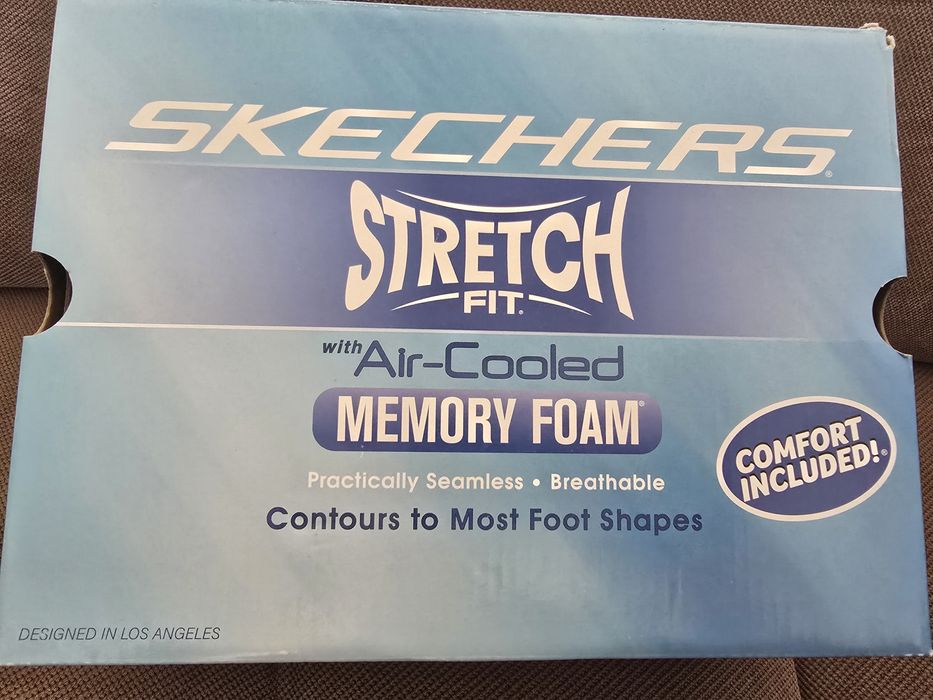 SKECHERS®
STRETCH
FIT®
with Air-Cooled
MEMORY FOAM®
Practically Seamless • Breathable
Contours to Most Foot Shapes
COMFORT
INCLUDED!®
DESIGNED IN LOS ANGELES